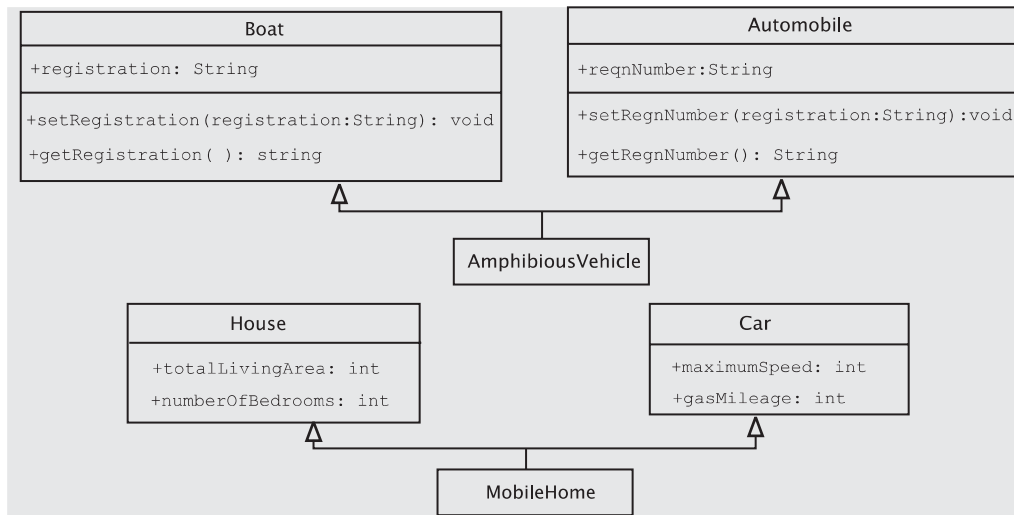 Boat
+registration: String
+setRegistration(registration:String): void
+getRegistration( ): string
Automobile
+reqnNumber:String
+setRegnNumber(registration:String):void
+getRegnNumber(): String
AmphibiousVehicle
House
+totalLivingArea: int
+numberOfBedrooms: int
Car
+maximumSpeed: int
+gasMileage: int
MobileHome